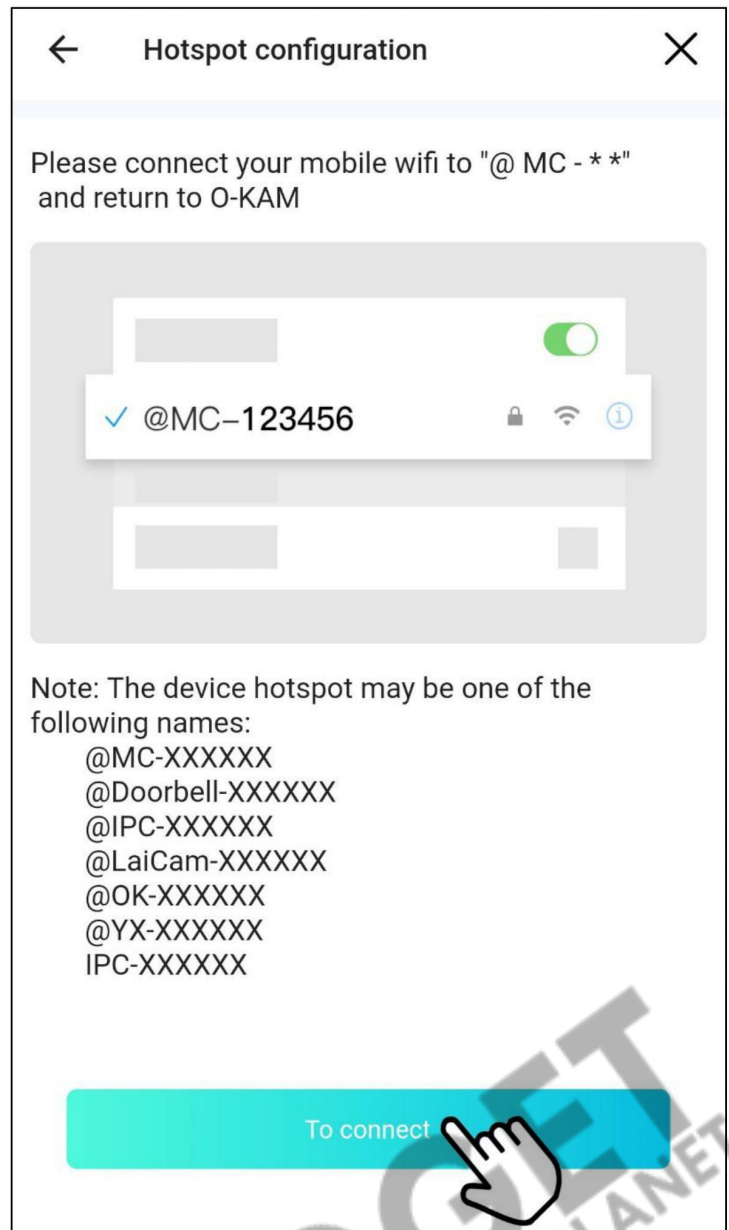 Hotspot configuration
Please connect your mobile wifi to "@ MC - * *"
and return to O-KAM
@MC-123456
Note: The device hotspot may be one of the
following names:
@MC-XXXXXX
@Doorbell-XXXXXX
@IPC-XXXXXX
@LaiCam-XXXXXX
@OK-XXXXXX
@YX-XXXXXX
IPC-XXXXXX
To connect